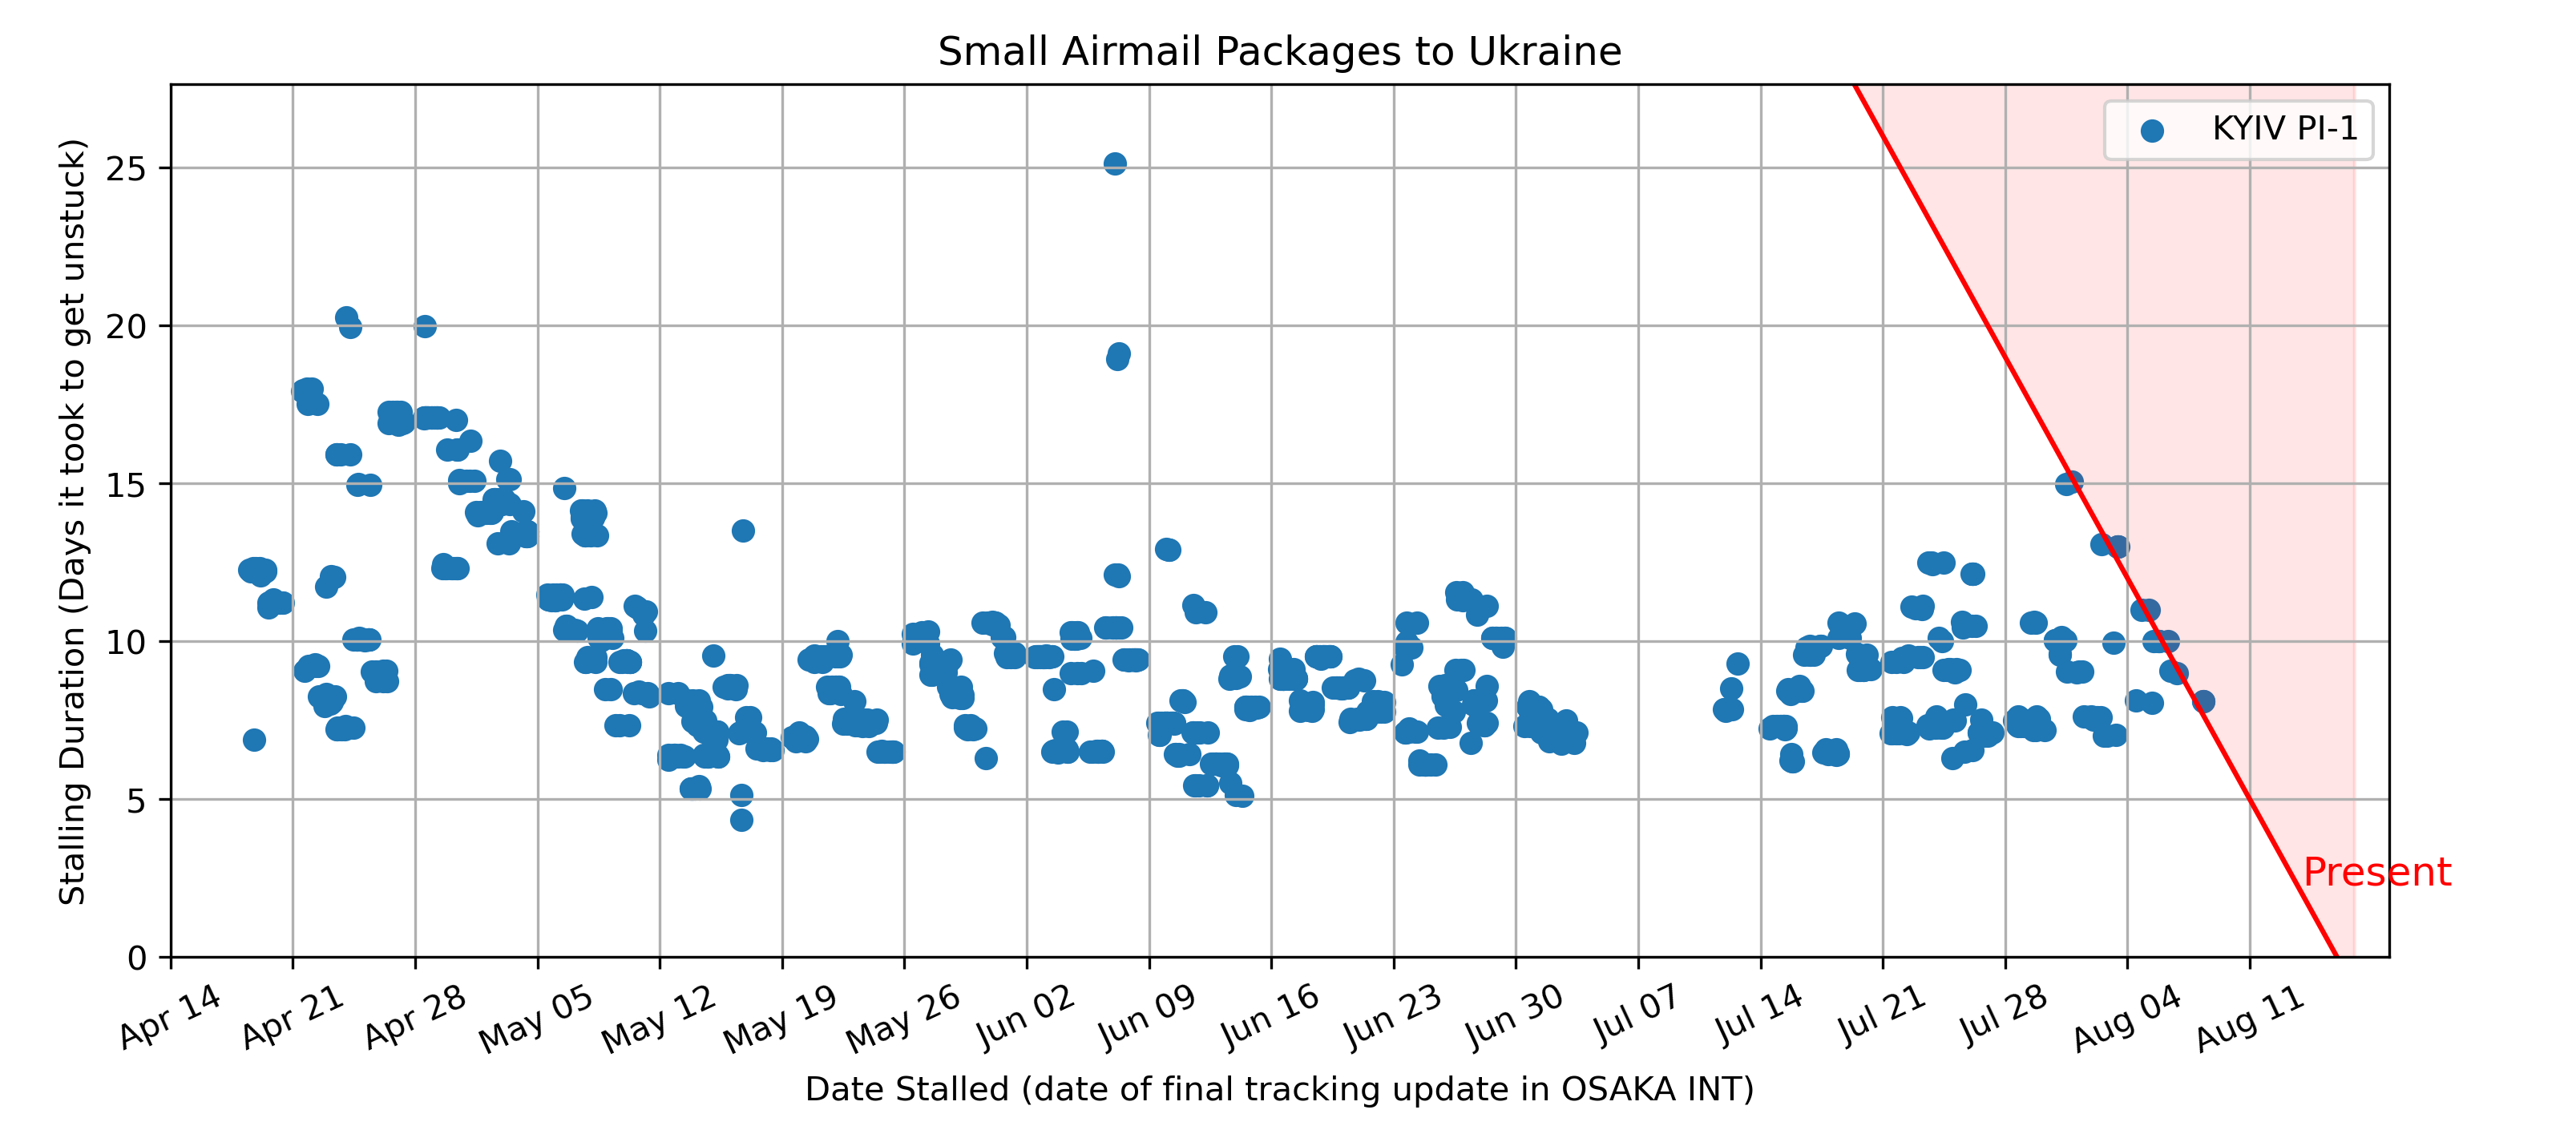 Small Airmail Packages to Ukraine
KYIV PI-1
Stalling Duration (Days it took to get unstuck)
25
20
15
10
5
0
Present
Apr 14
Apr 21
Apr 28
May 05
May 12
May 19
May 26
Jun 02
Jun 09
Jun 16
Jun 23
Jun 30
Jul 07
Jul 14
Jul 21
Jul 28
Aug 04
Aug 11
Date Stalled (date of final tracking update in OSAKA INT)